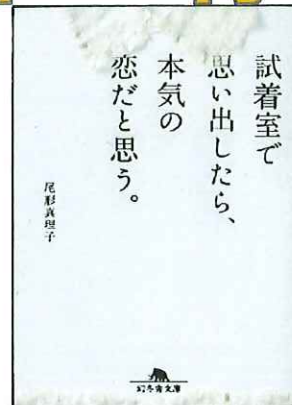 試着室で
思い出したら、
本気の
恋だと思う。
尾形真理子
幻冬舎文庫